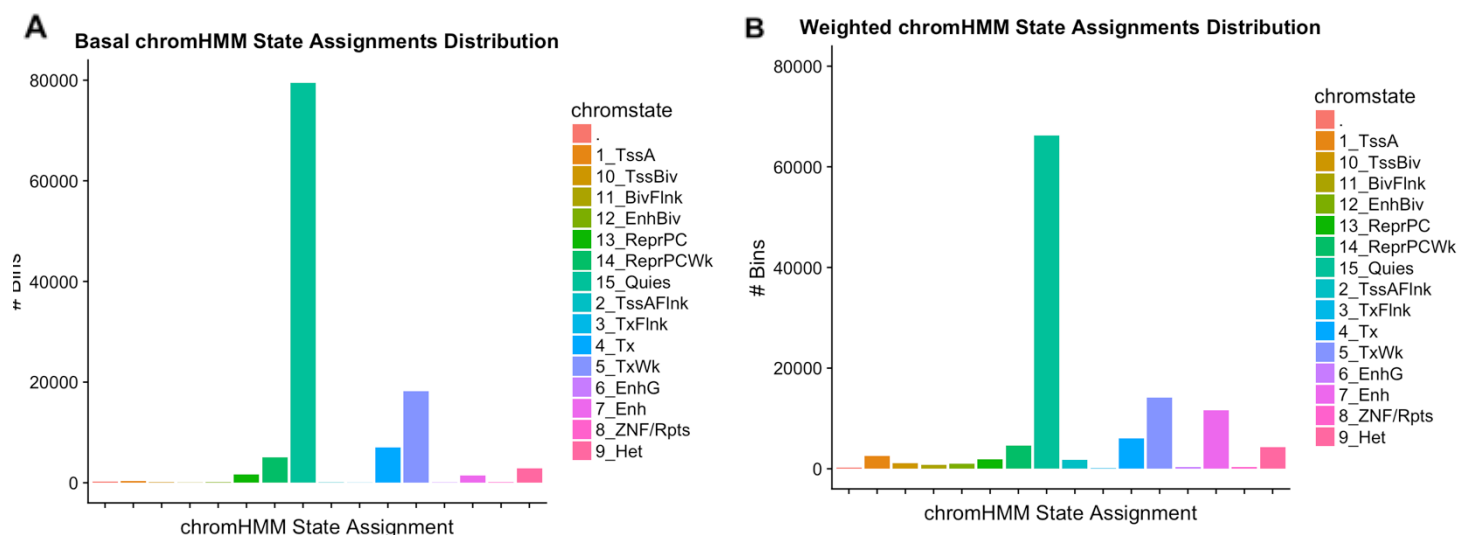 A
Basal chromHMM State Assignments Distribution
80000
60000
40000
20000
0
# Bins
chromHMM State Assignment
chromstate
.
1_TssA
10_TssBiv
11_BivFlnk
12_EnhBiv
13_ReprPC
14_ReprPCWk
15_Quies
2_TssAFlnk
3_TxFlnk
4_Tx
5_TxWk
6_EnhG
7_Enh
8_ZNF/Rpts
9_Het
B
Weighted chromHMM State Assignments Distribution
80000
60000
40000
20000
0
# Bins
chromHMM State Assignment
chromstate
.
1_TssA
10_TssBiv
11_BivFlnk
12_EnhBiv
13_ReprPC
14_ReprPCWk
15_Quies
2_TssAFlnk
3_TxFlnk
4_Tx
5_TxWk
6_EnhG
7_Enh
8_ZNF/Rpts
9_Het